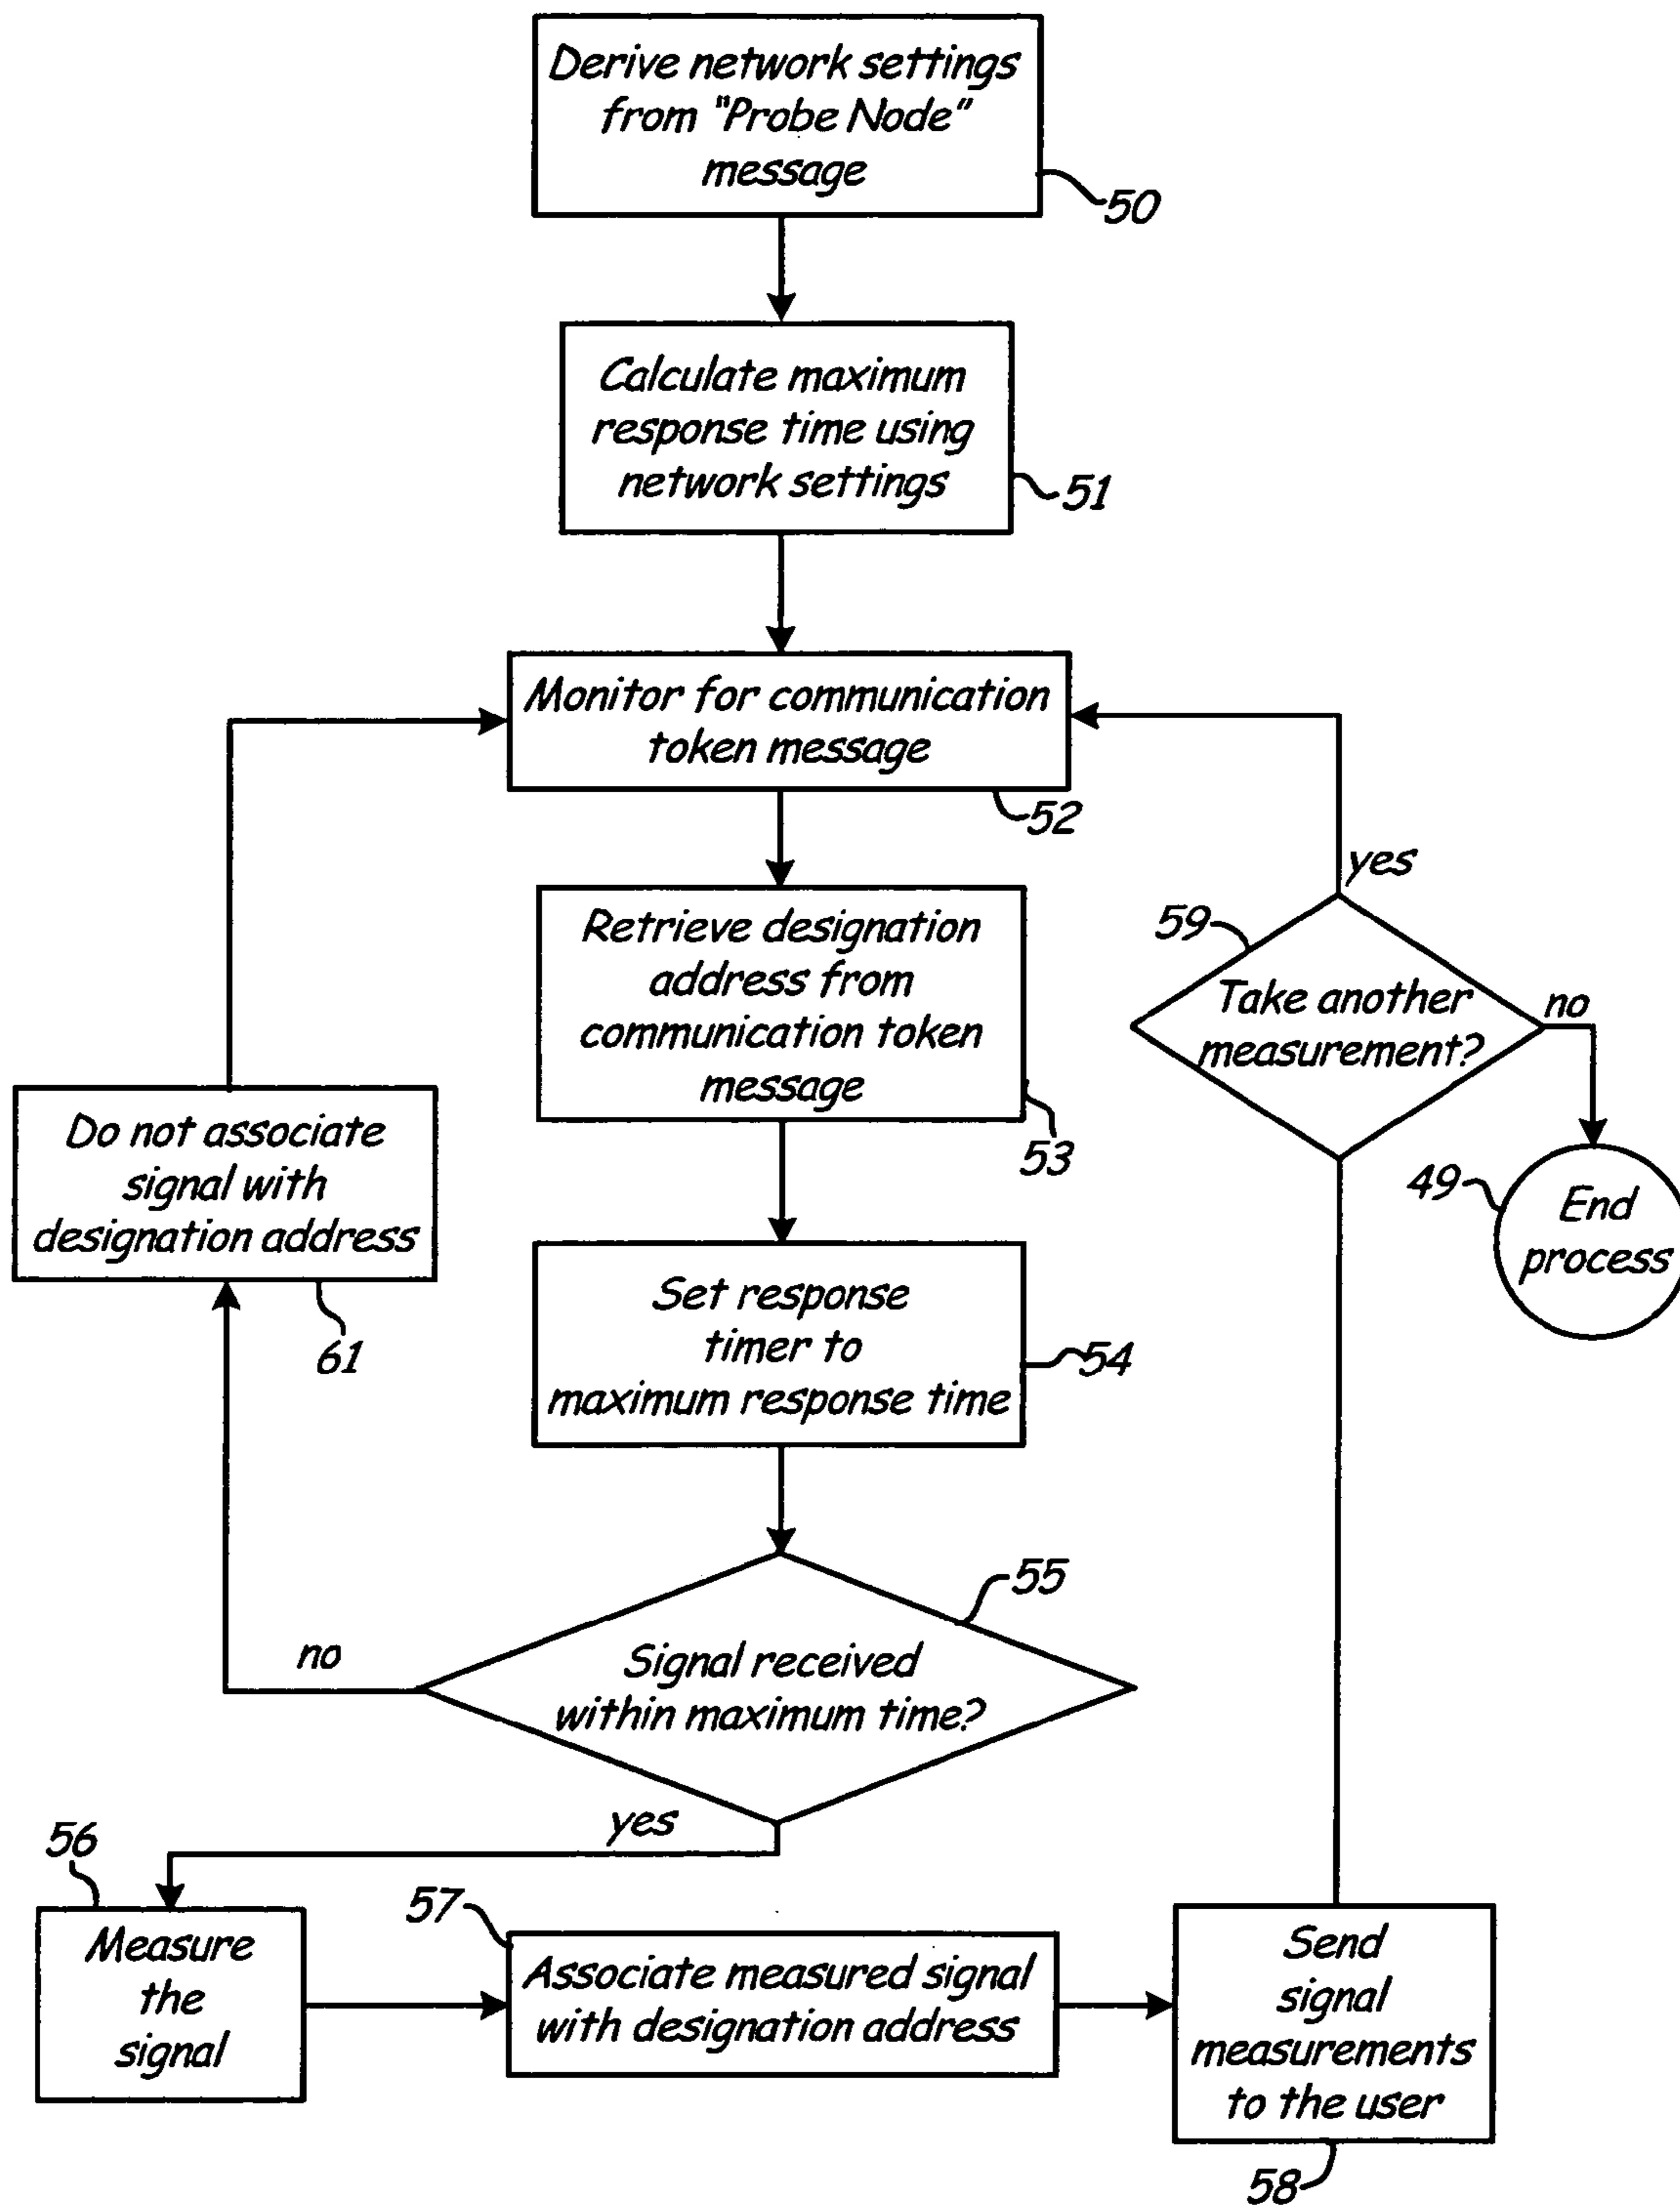 Derive network settings
from "Probe Node"
message
50
Calculate maximum
response time using
network settings
51
Monitor for communication
token message
52
yes
59
Take another
measurement?
no
Retrieve designation
address from
communication token
message
53
49
End
process
Do not associate
signal with
designation address
61
Set response
timer to
maximum response time
54
55
Signal received
within maximum time?
no
yes
56
Measure
the
signal
57
Associate measured signal
with designation address
Send
signal
measurements
to the user
58